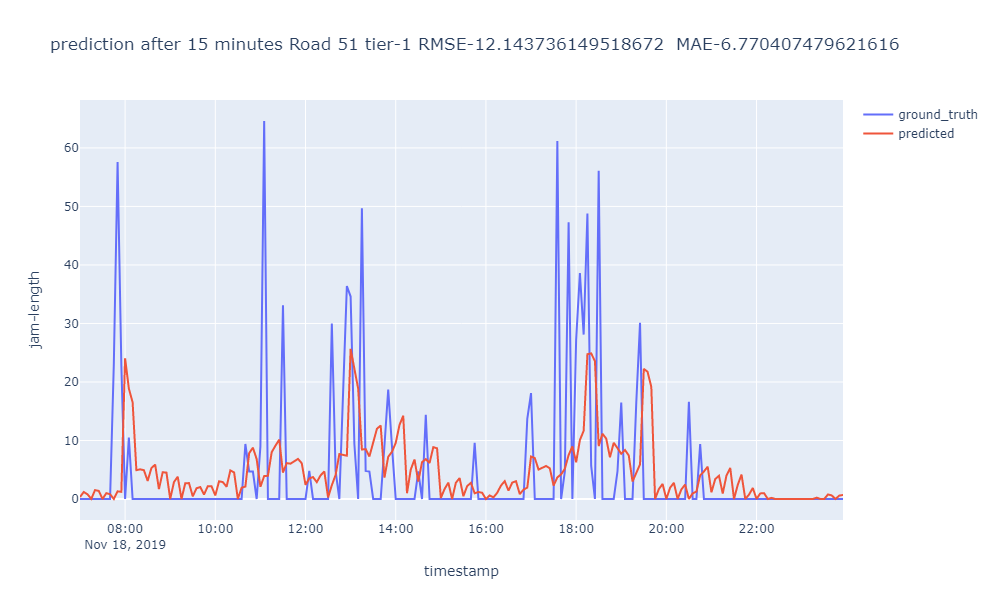 prediction after 15 minutes Road 51 tier-1 RMSE-12.143736149518672  MAE-6.770407479621616
ground_truth
predicted
60
50
40
30
20
10
0
jam-length
08:00 10:00 12:00 14:00 16:00 18:00 20:00 22:00
Nov 18, 2019
timestamp